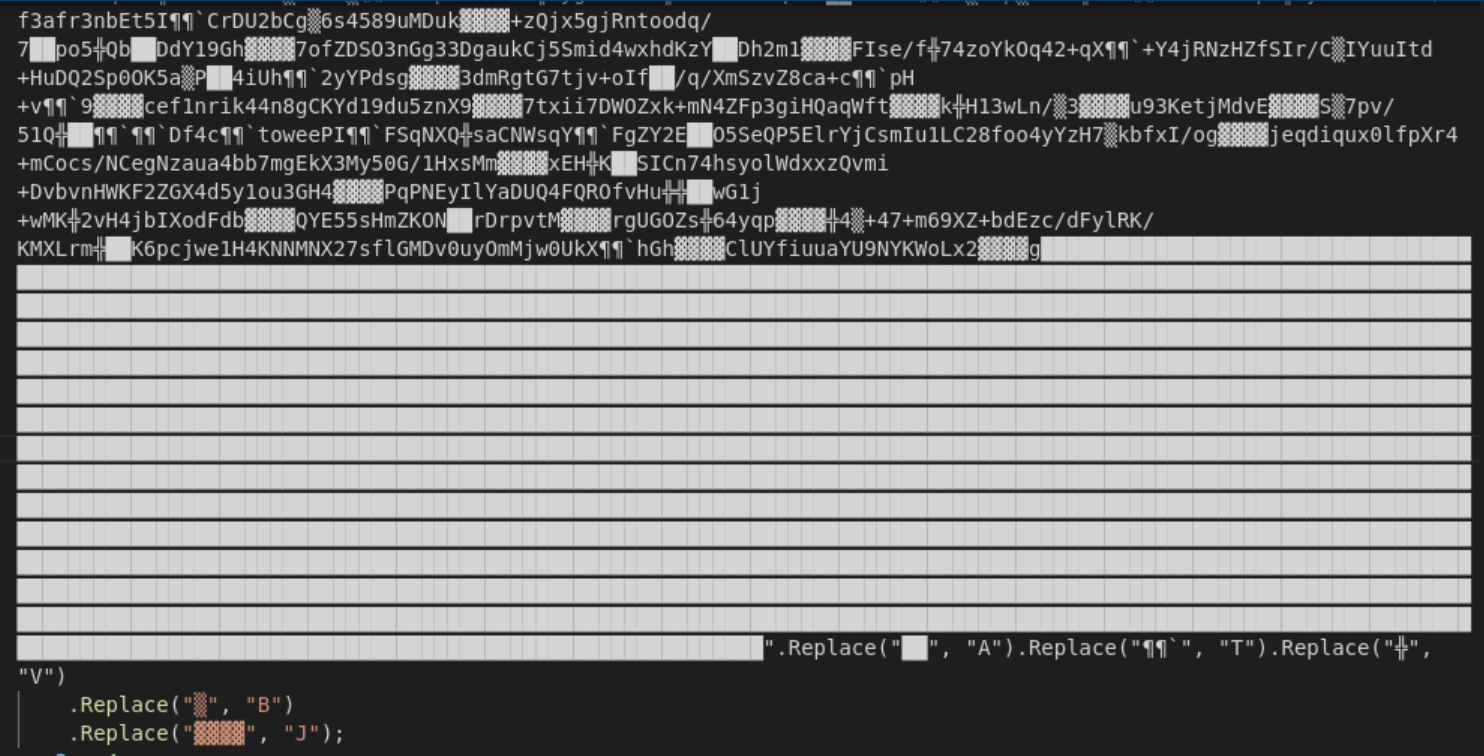 f3afr3nbEt5I¶¶`CrDU2bCg▒6s4589uMDuk▓▓▓▓+zQjx5gjRntoodq/
7██po5╬Qb██DdY19Gh▓▓▓▓7ofZDSO3nGg33DgaukCj5Smid4wxhdKzY██Dh2m1▓▓▓▓FIse/f╬74zoYkOq42+qX¶¶`+Y4jRNzHZfSIr/C▒IYuuItd
+HuDQ2Sp0OK5a▒P██4iUh¶¶`2yYPdsg▓▓▓▓3dmRgtG7tjv+oIf██/q/XmSzvZ8ca+c¶¶`pH
+v¶¶`9▓▓▓▓cef1nrik44n8gCKYd19du5znX9▓▓▓▓7txii7DWOZxk+mN4ZFp3giHQaqWft▓▓▓▓k╬H13wLn/▒3▓▓▓▓u93KetjMdvE▓▓▓▓S▒7pv/
51Q╬██¶¶`¶¶`Df4c¶¶`toweePI¶¶`FSqNXQ╬saCNWsqY¶¶`FgZY2E██O5SeQP5ElrYjCsmIu1LC28foo4yYzH7▒kbfxI/og▓▓▓▓jeqdiqux0lfpXr4
+mCocs/NCegNzaua4bb7mgEkX3My50G/1HxsMm▓▓▓▓xEH╬K██SICn74hsyolWdxxzQvmi
+DvbvnHWKF2ZGX4d5y1ou3GH4▓▓▓▓PqPNEyIlYaDUQ4FQROfvHu╬╬██wG1j
+wMK╬2vH4jbIXodFdb▓▓▓▓QYE55sHmZKON██rDrpvtM▓▓▓▓rgUGOZs╬64yqp▓▓▓▓╬4▒+47+m69XZ+bdEzc/dFylRK/
KMXLrm╬██K6pcjwe1H4KNNMNX27sflGMDv0uyOmMjw0UkX¶¶`hGh▓▓▓▓ClUYfiuuaYU9NYKWoLx2▓▓▓▓g
".Replace("██", "A").Replace("¶¶`", "T").Replace("╬",
"V")
.Replace("▒", "B")
.Replace("▓▓▓▓", "J");